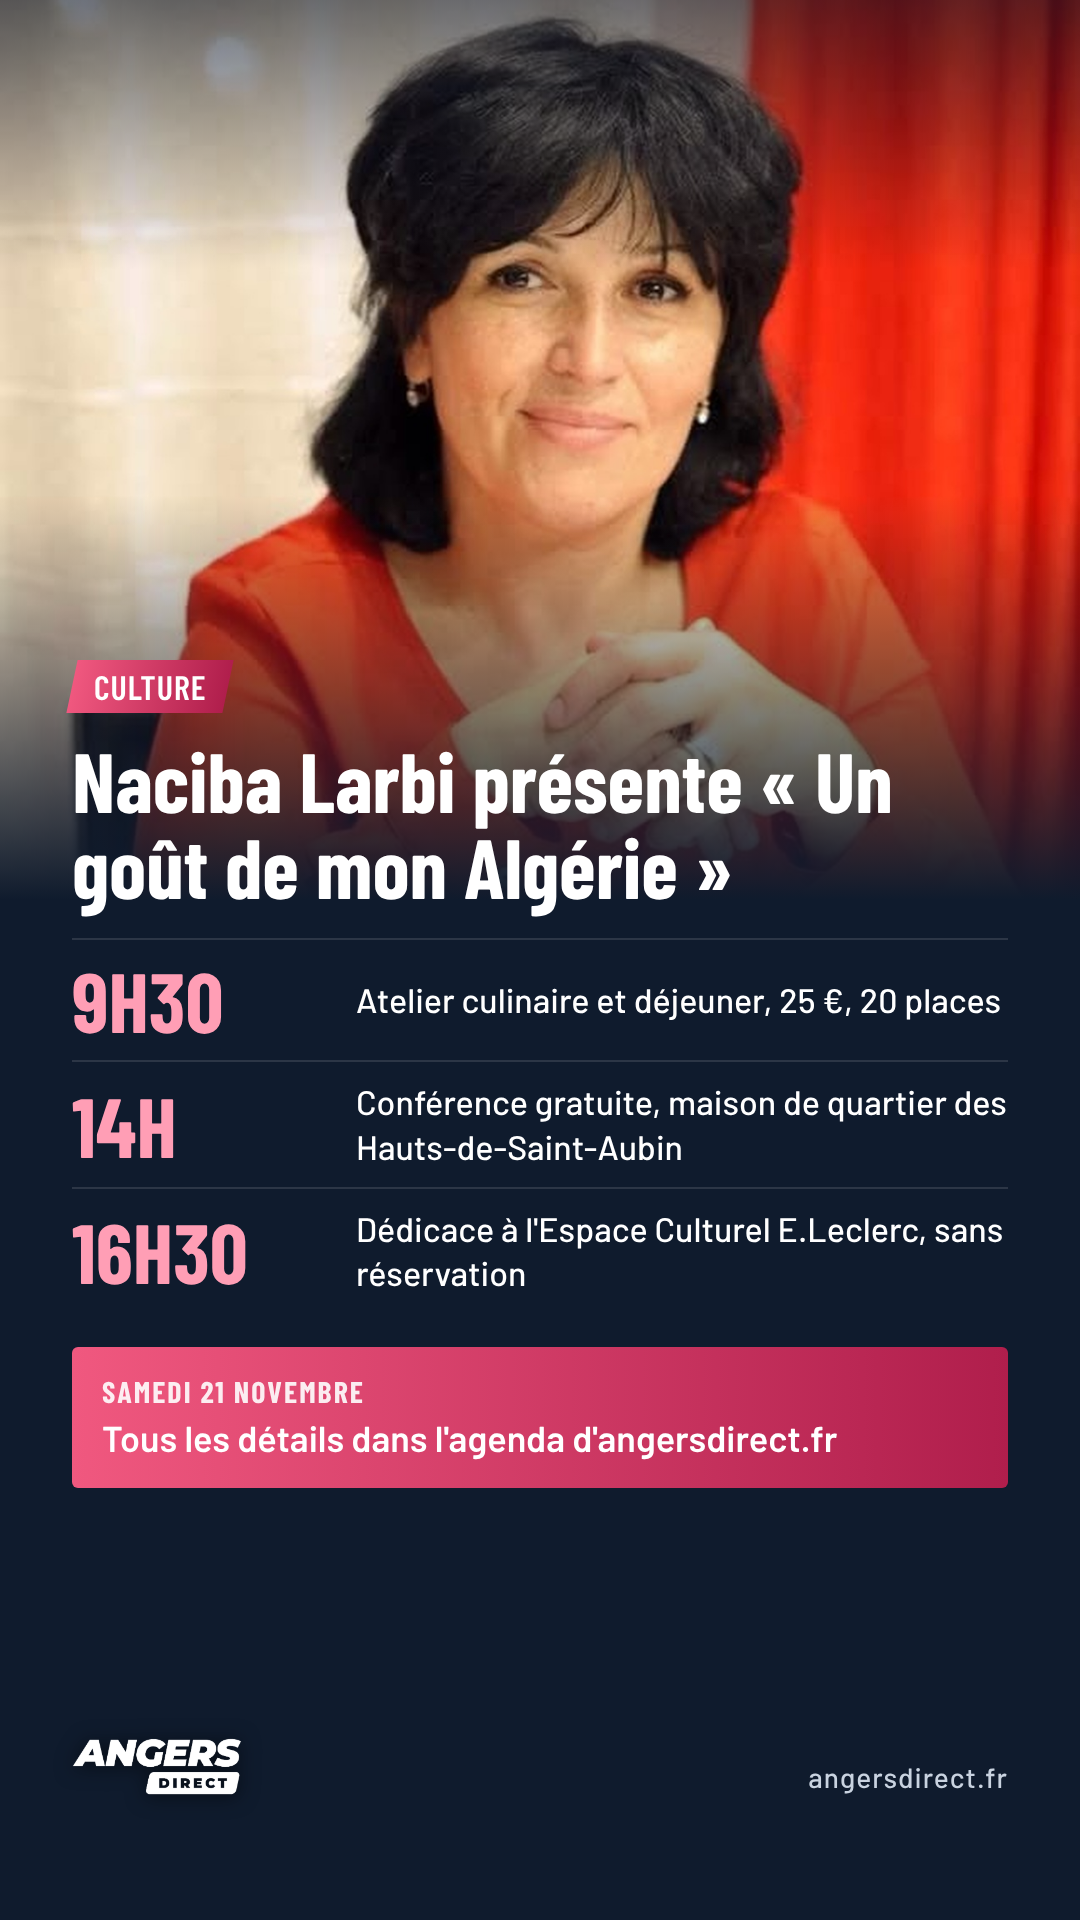 CULTURE
Naciba Larbi présente « Un
goût de mon Algérie »
9H30
Atelier culinaire et déjeuner, 25 €, 20 places
14H
Conférence gratuite, maison de quartier des
Hauts-de-Saint-Aubin
16H30
Dédicace à l'Espace Culturel E.Leclerc, sans
réservation
SAMEDI 21 NOVEMBRE
Tous les détails dans l'agenda d'angersdirect.fr
ANGERS
DIRECT
angersdirect.fr